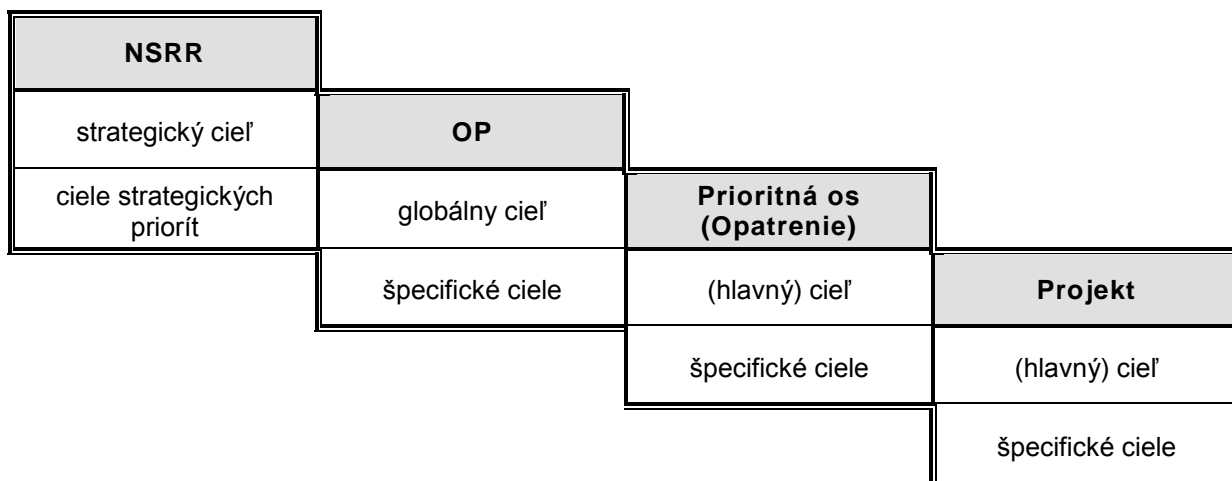 NSRR
strategický cieľ
OP
ciele strategických
priorít
globálny cieľ
Prioritná os
(Opatrenie)
špecifické ciele
(hlavný) cieľ
Projekt
špecifické ciele
(hlavný) cieľ
špecifické ciele